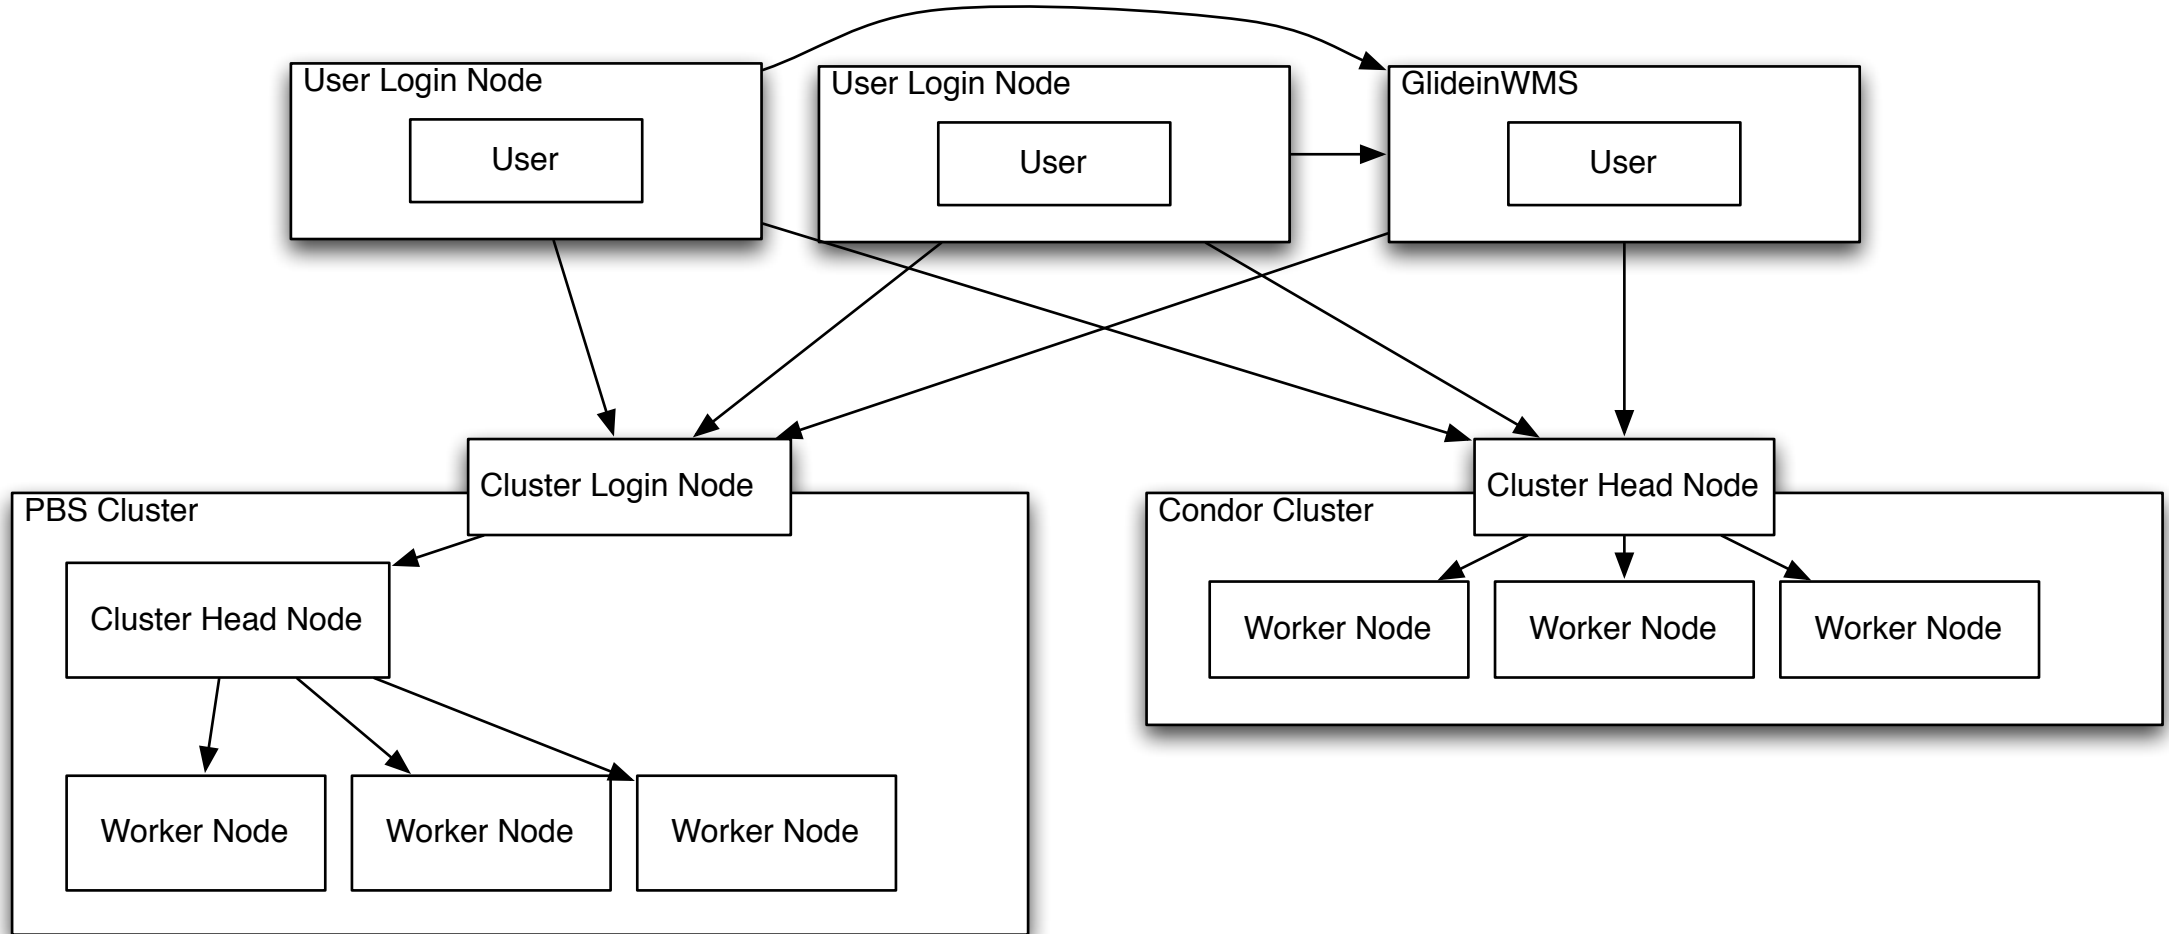 User Login Node
User
User Login Node
User
GlideinWMS
User
Cluster Login Node
PBS Cluster
Cluster Head Node
Worker Node
Worker Node
Worker Node
Cluster Head Node
Condor Cluster
Worker Node
Worker Node
Worker Node